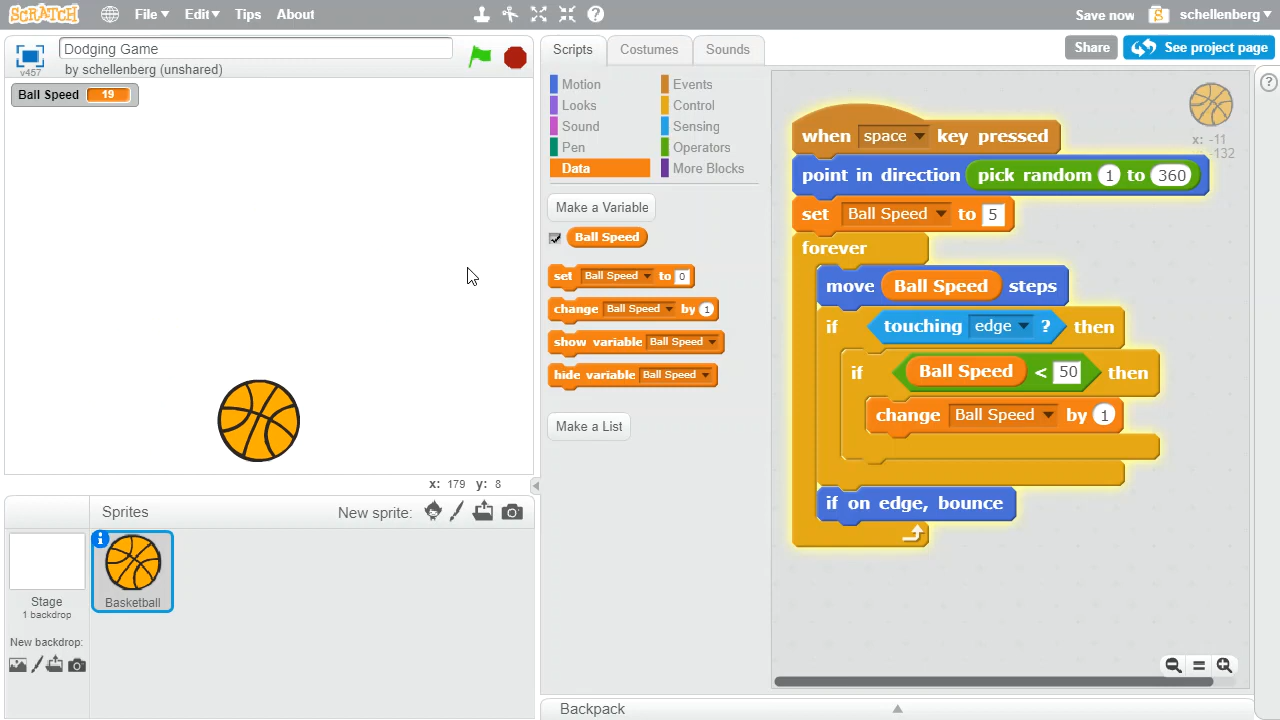 SCRATCH File Edit Tips About Save now schellenberg
v457
Dodging Game
by schellenberg (unshared)
Ball Speed 19
x: 179 y: 8
Sprites New sprite:
Stage
1 backdrop
New backdrop:
Basketball
Scripts Costumes Sounds
Share See project page
Motion Events
Looks Control
Sound Sensing
Pen Operators
Data More Blocks
Make a Variable
Ball Speed
set Ball Speed to 0
change Ball Speed by 1
show variable Ball Speed
hide variable Ball Speed
Make a List
x: -11
-132
when space key pressed
point in direction pick random 1 to 360
set Ball Speed to 5
forever
move Ball Speed steps
if touching edge ? then
if Ball Speed < 50 then
change Ball Speed by 1
if on edge, bounce
Backpack